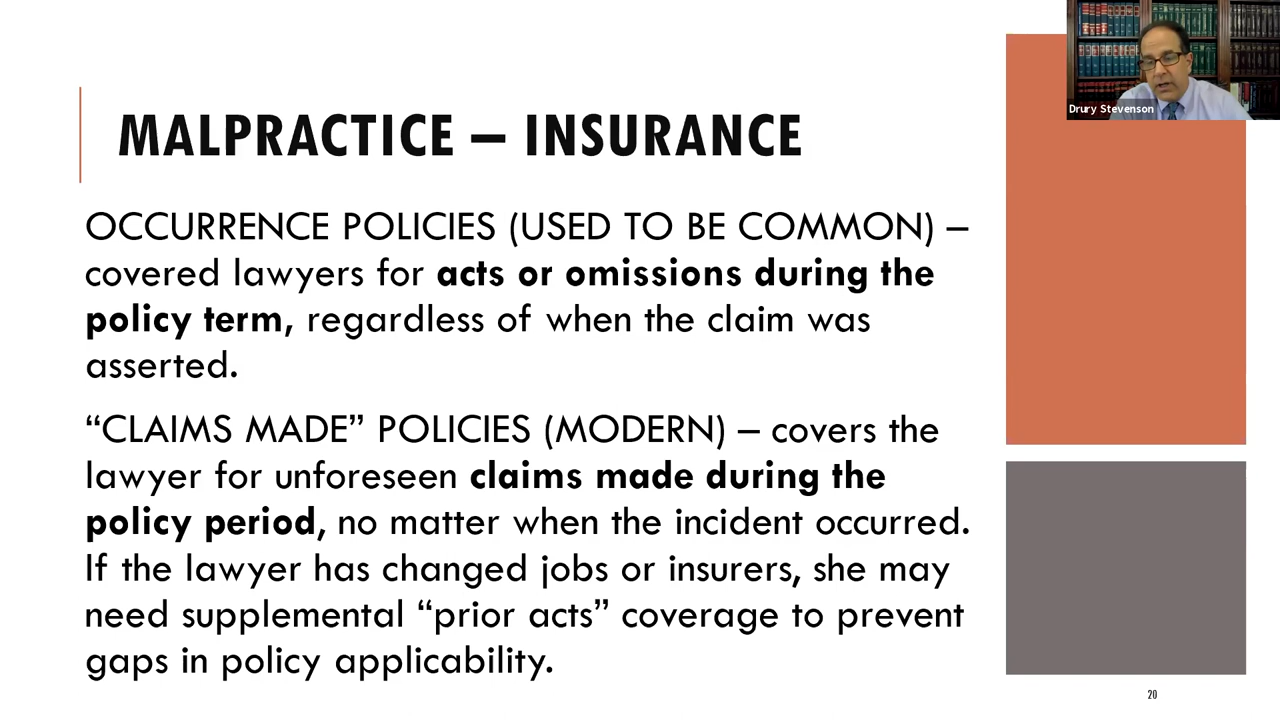 Drury Stevenson
MALPRACTICE – INSURANCE
OCCURRENCE POLICIES (USED TO BE COMMON) –
covered lawyers for acts or omissions during the
policy term, regardless of when the claim was
asserted.
“CLAIMS MADE” POLICIES (MODERN) – covers the
lawyer for unforeseen claims made during the
policy period, no matter when the incident occurred.
If the lawyer has changed jobs or insurers, she may
need supplemental “prior acts” coverage to prevent
gaps in policy applicability.
20